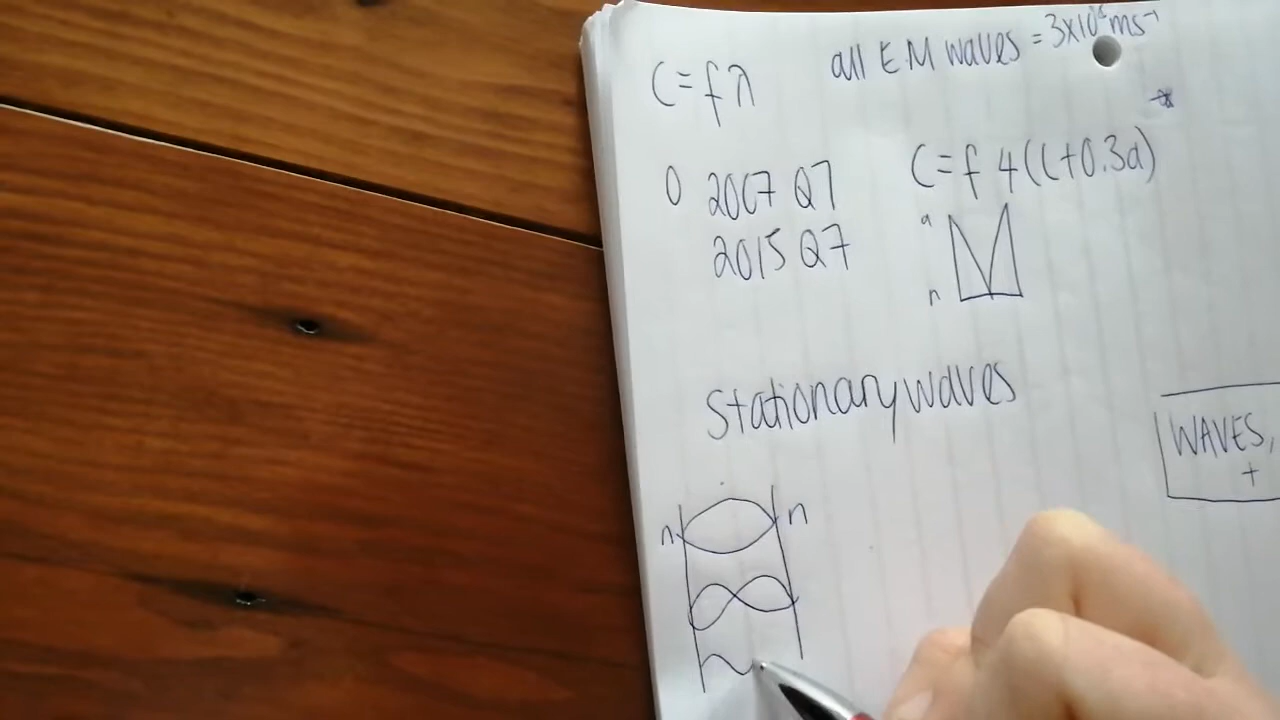 all EM waves = 3x10⁸ ms⁻¹
C=fλ
C=f 4(l+0.3d)
0 2007 Q7
2015 Q7
a
n
Stationary waves
WAVES,
+
n
n